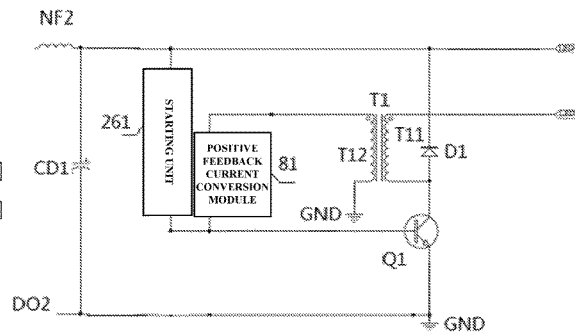 NF2
261
STARTING UNIT
POSITIVE
FEEDBACK
CURRENT
CONVERSION
MODULE
81
T1
T11
T12
D1
CD1
GND
Q1
DO2
GND